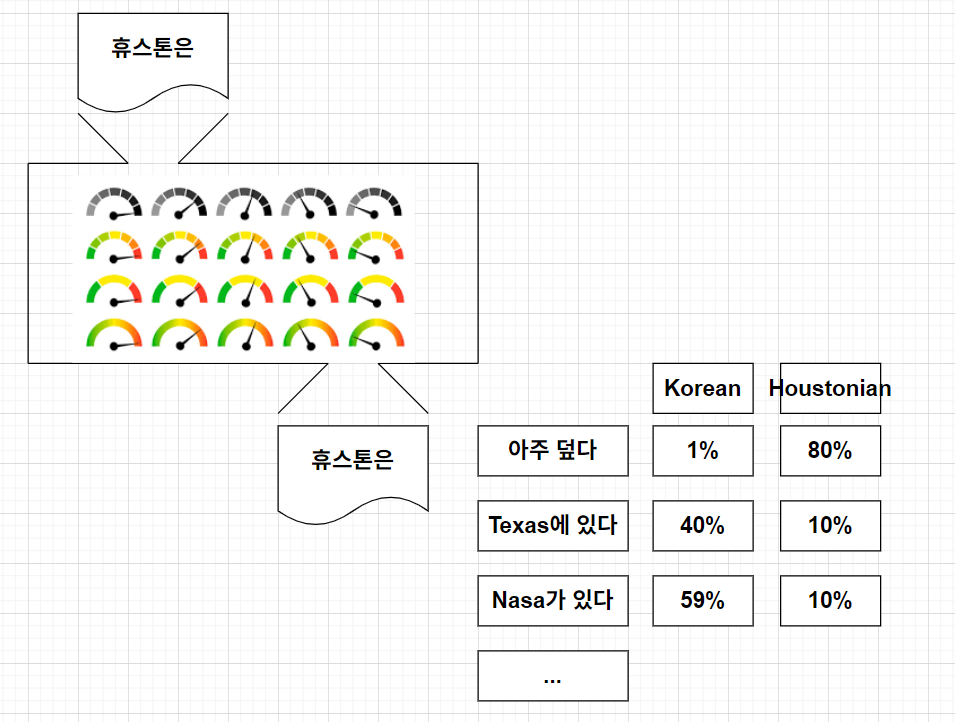 휴스톤은
휴스톤은
Korean Houstonian
아주 덮다 1% 80%
Texas에 있다 40% 10%
Nasa가 있다 59% 10%
...